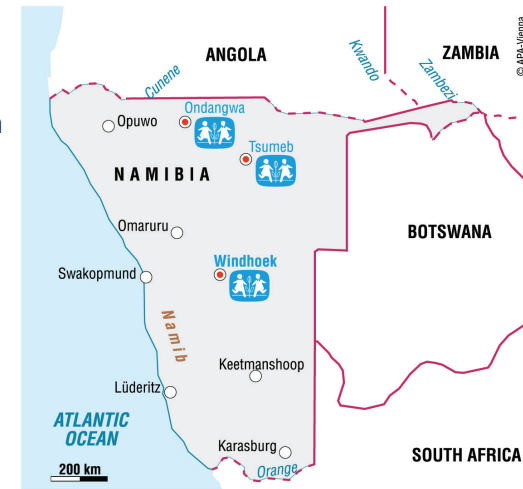 © APA-Vienna
ANGOLA
ZAMBIA
Kwando
Zambezi
Cunene
Ondangwa
Opuwo
Tsumeb
NAMIBIA
Omaruru
BOTSWANA
Windhoek
Swakopmund
Namib
Keetmanshoop
Lüderitz
ATLANTIC
OCEAN
Karasburg
SOUTH AFRICA
200 km
Orange